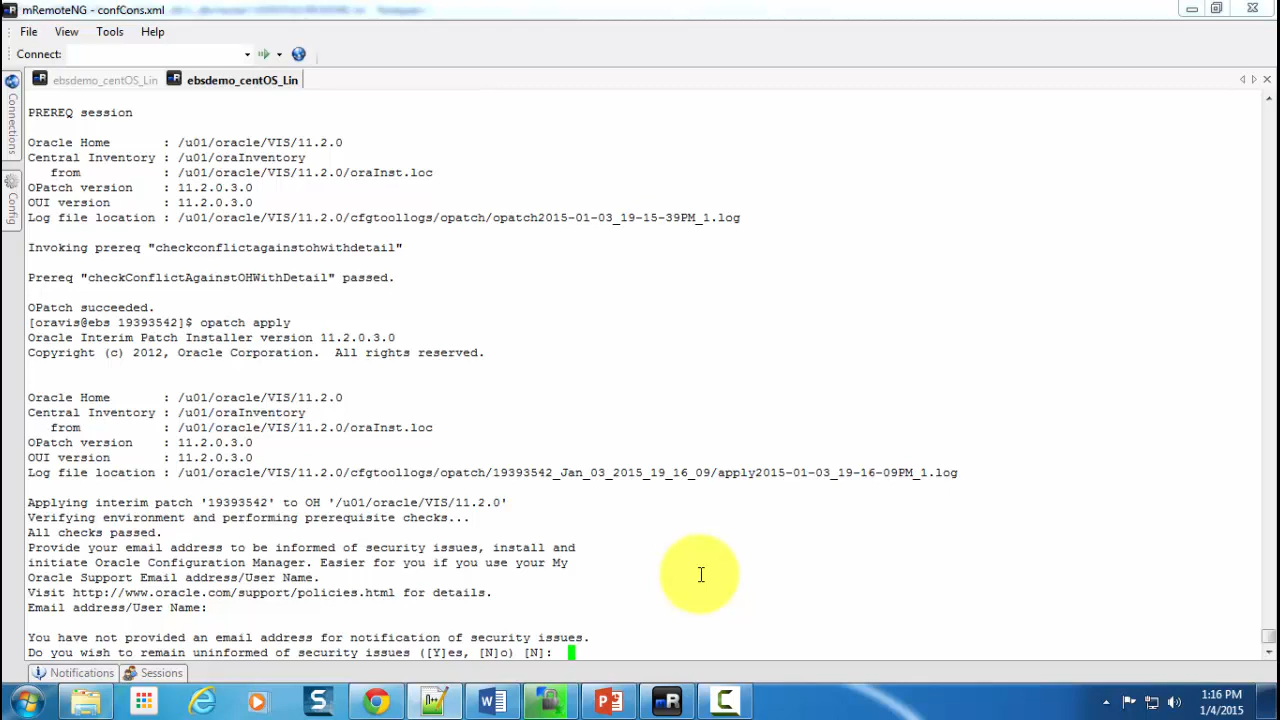 mRemoteNG - confCons.xml
File View Tools Help
Connect:
ebsdemo_centOS_Lin ebsdemo_centOS_Lin
Connections
Config
PREREQ session
Oracle Home : /u01/oracle/VIS/11.2.0
Central Inventory : /u01/oraInventory
from : /u01/oracle/VIS/11.2.0/oraInst.loc
OPatch version : 11.2.0.3.0
OUI version : 11.2.0.3.0
Log file location : /u01/oracle/VIS/11.2.0/cfgtoollogs/opatch/opatch2015-01-03_19-15-39PM_1.log
Invoking prereq "checkconflictagainstohwithdetail"
Prereq "checkConflictAgainstOHWithDetail" passed.
OPatch succeeded.
[oravis@ebs 19393542]$ opatch apply
Oracle Interim Patch Installer version 11.2.0.3.0
Copyright (c) 2012, Oracle Corporation. All rights reserved.
Oracle Home : /u01/oracle/VIS/11.2.0
Central Inventory : /u01/oraInventory
from : /u01/oracle/VIS/11.2.0/oraInst.loc
OPatch version : 11.2.0.3.0
OUI version : 11.2.0.3.0
Log file location : /u01/oracle/VIS/11.2.0/cfgtoollogs/opatch/19393542_Jan_03_2015_19_16_09/apply2015-01-03_19-16-09PM_1.log
Applying interim patch '19393542' to OH '/u01/oracle/VIS/11.2.0'
Verifying environment and performing prerequisite checks...
All checks passed.
Provide your email address to be informed of security issues, install and
initiate Oracle Configuration Manager. Easier for you if you use your My
Oracle Support Email address/User Name.
Visit http://www.oracle.com/support/policies.html for details.
Email address/User Name:
You have not provided an email address for notification of security issues.
Do you wish to remain uninformed of security issues ([Y]es, [N]o) [N]:
Notifications Sessions
1:16 PM
1/4/2015